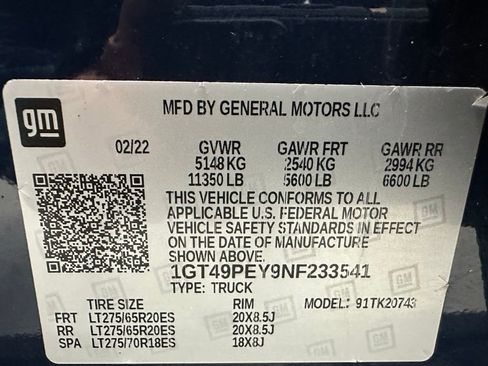 gm
MFD BY GENERAL MOTORS LLC
02/22 GVWR GAWR FRT GAWR RR
5148 KG 2540 KG 2994 KG
11350 LB 5600 LB 6600 LB
THIS VEHICLE CONFORMS TO ALL
APPLICABLE U.S. FEDERAL MOTOR
VEHICLE SAFETY STANDARDS IN EFFECT
ON THE DATE OF MANUFACTURE
SHOWN ABOVE.
1GT49PEY9NF233541
TYPE: TRUCK
TIRE SIZE RIM MODEL: 91TK20743
FRT LT275/65R20ES 20X8.5J
RR LT275/65R20ES 20X8.5J
SPA LT275/70R18ES 18X8J